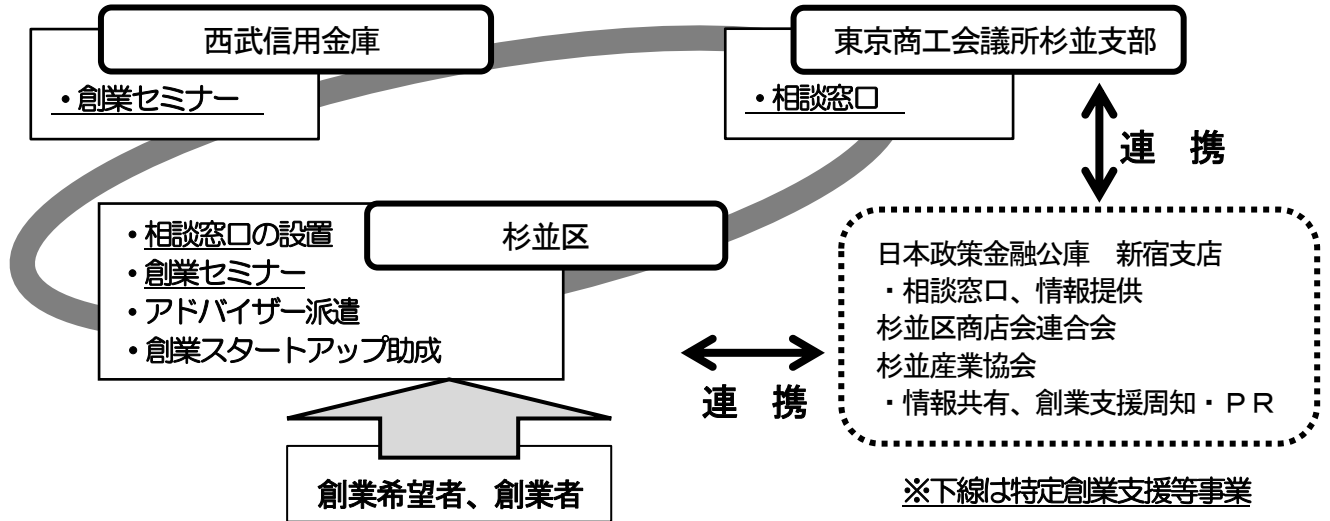 西武信用金庫
・創業セミナー
東京商工会議所杉並支部
・相談窓口
連　携
杉並区
・相談窓口の設置
・創業セミナー
・アドバイザー派遣
・創業スタートアップ助成
連　携
日本政策金融公庫　新宿支店
・相談窓口、情報提供
杉並区商店会連合会
杉並産業協会
・情報共有、創業支援周知・ＰＲ
創業希望者、創業者
※下線は特定創業支援等事業